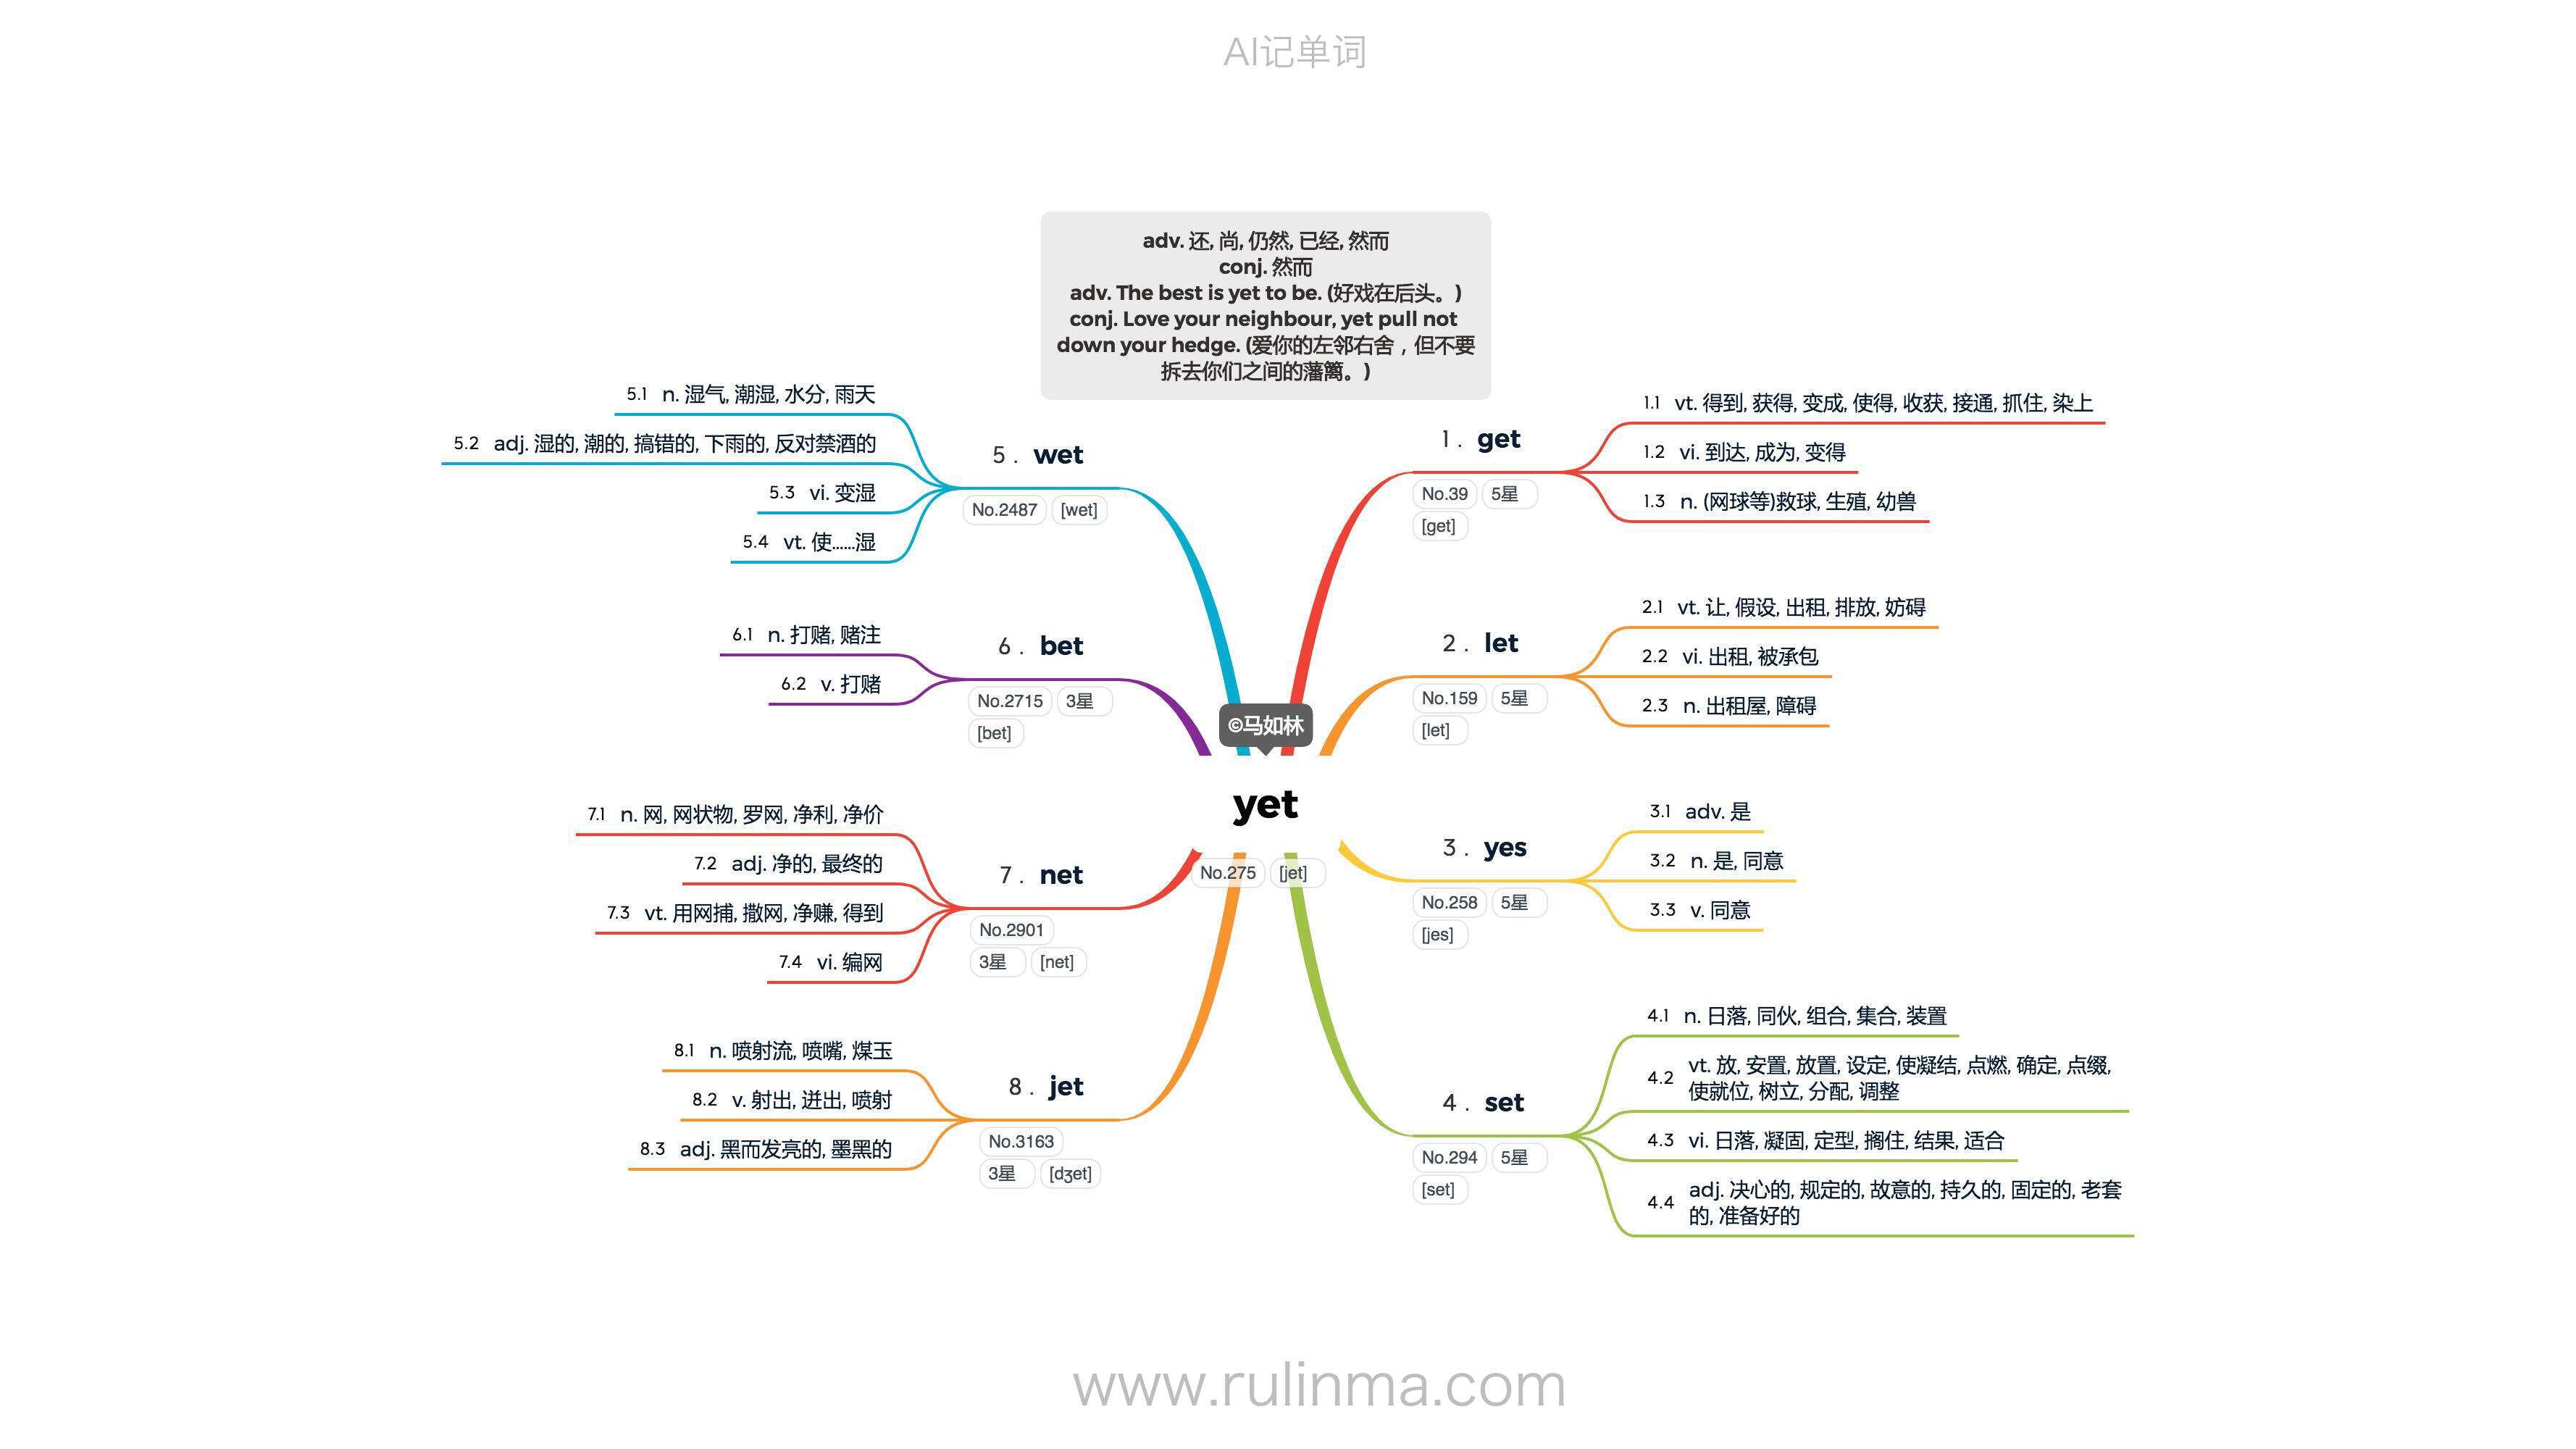 AI记单词
adv. 还, 尚, 仍然, 已经, 然而
conj. 然而
adv. The best is yet to be. (好戏在后头。)
conj. Love your neighbour, yet pull not
down your hedge. (爱你的左邻右舍，但不要
拆去你们之间的藩篱。)
©马如林
yet
No.275 [jet]
1. get
No.39 5星
[get]
1.1 vt. 得到, 获得, 变成, 使得, 收获, 接通, 抓住, 染上
1.2 vi. 到达, 成为, 变得
1.3 n. (网球等)救球, 生殖, 幼兽
2. let
No.159 5星
[let]
2.1 vt. 让, 假设, 出租, 排放, 妨碍
2.2 vi. 出租, 被承包
2.3 n. 出租屋, 障碍
3. yes
No.258 5星
[jes]
3.1 adv. 是
3.2 n. 是, 同意
3.3 v. 同意
4. set
No.294 5星
[set]
4.1 n. 日落, 同伙, 组合, 集合, 装置
4.2 vt. 放, 安置, 放置, 设定, 使凝结, 点燃, 确定, 点缀,
使就位, 树立, 分配, 调整
4.3 vi. 日落, 凝固, 定型, 搁住, 结果, 适合
4.4 adj. 决心的, 规定的, 故意的, 持久的, 固定的, 老套
的, 准备好的
5. wet
No.2487 [wet]
5.1 n. 湿气, 潮湿, 水分, 雨天
5.2 adj. 湿的, 潮的, 搞错的, 下雨的, 反对禁酒的
5.3 vi. 变湿
5.4 vt. 使......湿
6. bet
No.2715 3星
[bet]
6.1 n. 打赌, 赌注
6.2 v. 打赌
7. net
No.2901
3星 [net]
7.1 n. 网, 网状物, 罗网, 净利, 净价
7.2 adj. 净的, 最终的
7.3 vt. 用网捕, 撒网, 净赚, 得到
7.4 vi. 编网
8. jet
No.3163
3星 [dʒet]
8.1 n. 喷射流, 喷嘴, 煤玉
8.2 v. 射出, 迸出, 喷射
8.3 adj. 黑而发亮的, 墨黑的
www.rulinma.com